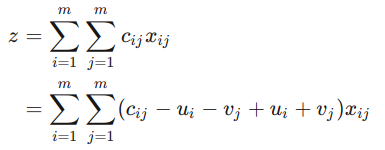 z = \sum_{i=1}^{m} \sum_{j=1}^{m} c_{ij} x_{ij}
= \sum_{i=1}^{m} \sum_{j=1}^{m} (c_{ij} - u_i - v_j + u_i + v_j) x_{ij}